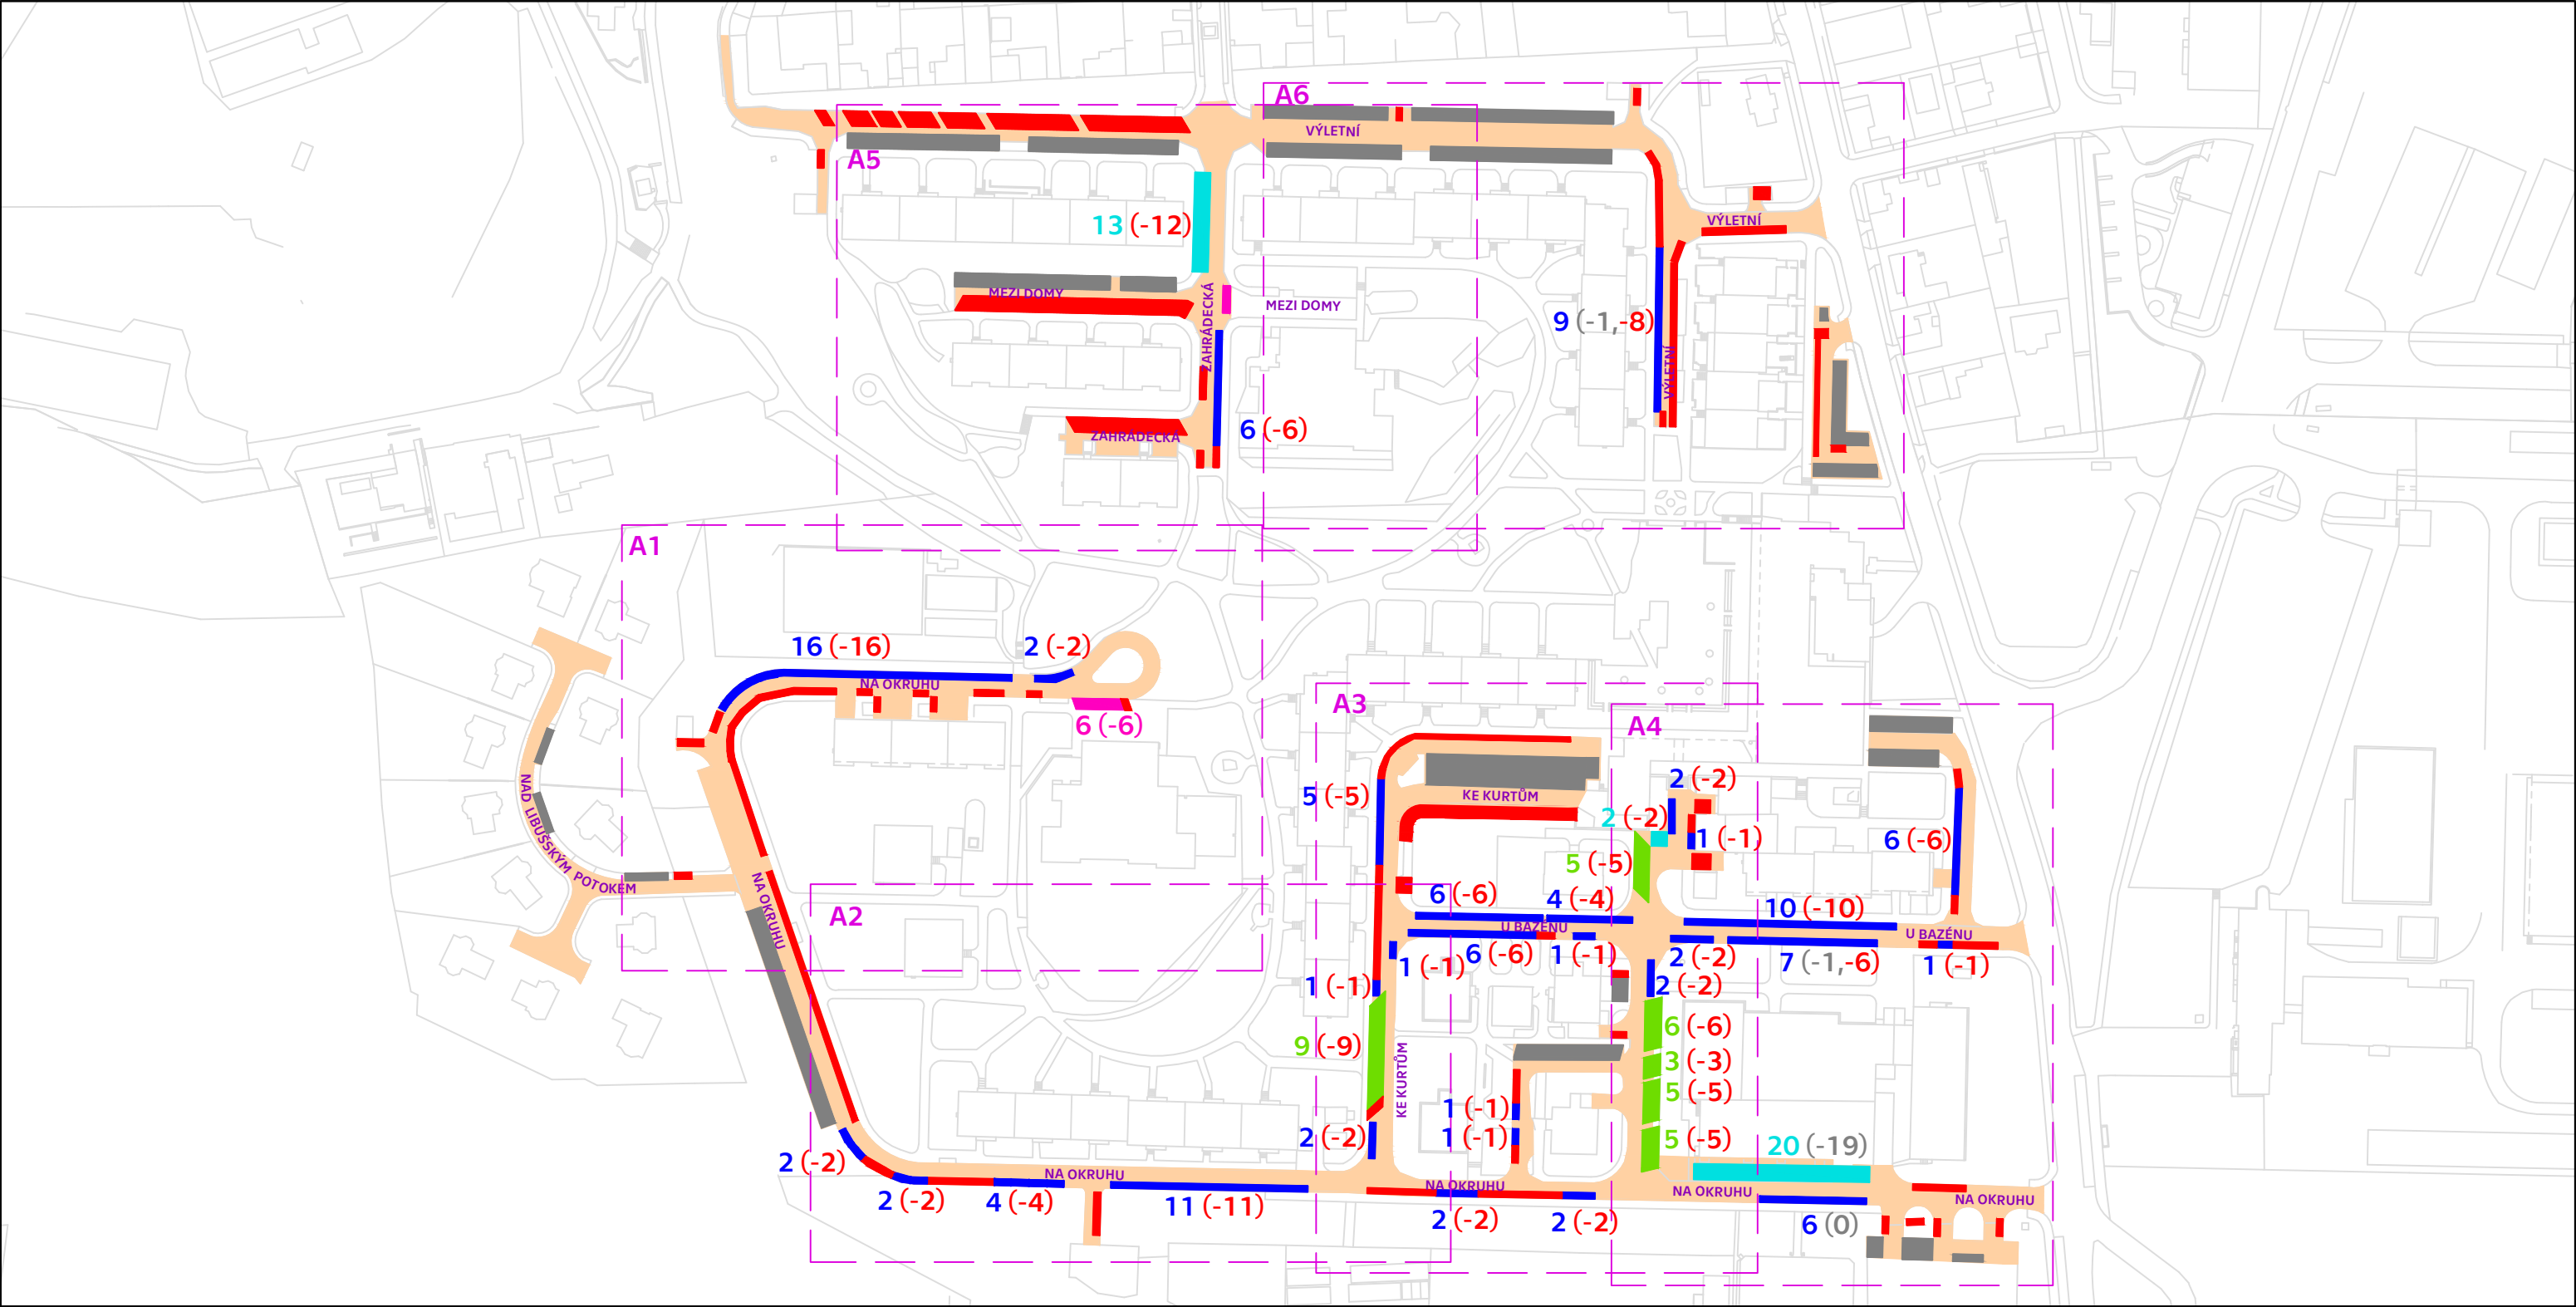 A6
VÝLETNÍ
A5
13 (-12)
VÝLETNÍ
MEZI DOMY
ZAHRÁDECKÁ
MEZI DOMY
9 (-1,-8)
VÝLETNÍ
6 (-6)
ZAHRÁDECKÁ
A1
16 (-16)
2 (-2)
NA OKRUHU
6 (-6)
A3
A4
2 (-2)
5 (-5)
KE KURTŮM
2 (-2)
1 (-1)
6 (-6)
5 (-5)
NAD LIBUŠSKÝM POTOKEM
NA OKRUHU
A2
6 (-6)
4 (-4)
10 (-10)
U BAZÉNU
U BAZÉNU
6 (-6)
1 (-1)
2 (-2)
7 (-1,-6)
1 (-1)
1 (-1)
1 (-1)
2 (-2)
6 (-6)
9 (-9)
3 (-3)
KE KURTŮM
5 (-5)
1 (-1)
2 (-2)
1 (-1)
5 (-5)
20 (-19)
2 (-2)
NA OKRUHU
NA OKRUHU
NA OKRUHU
NA OKRUHU
2 (-2)
4 (-4)
11 (-11)
2 (-2)
2 (-2)
6 (0)